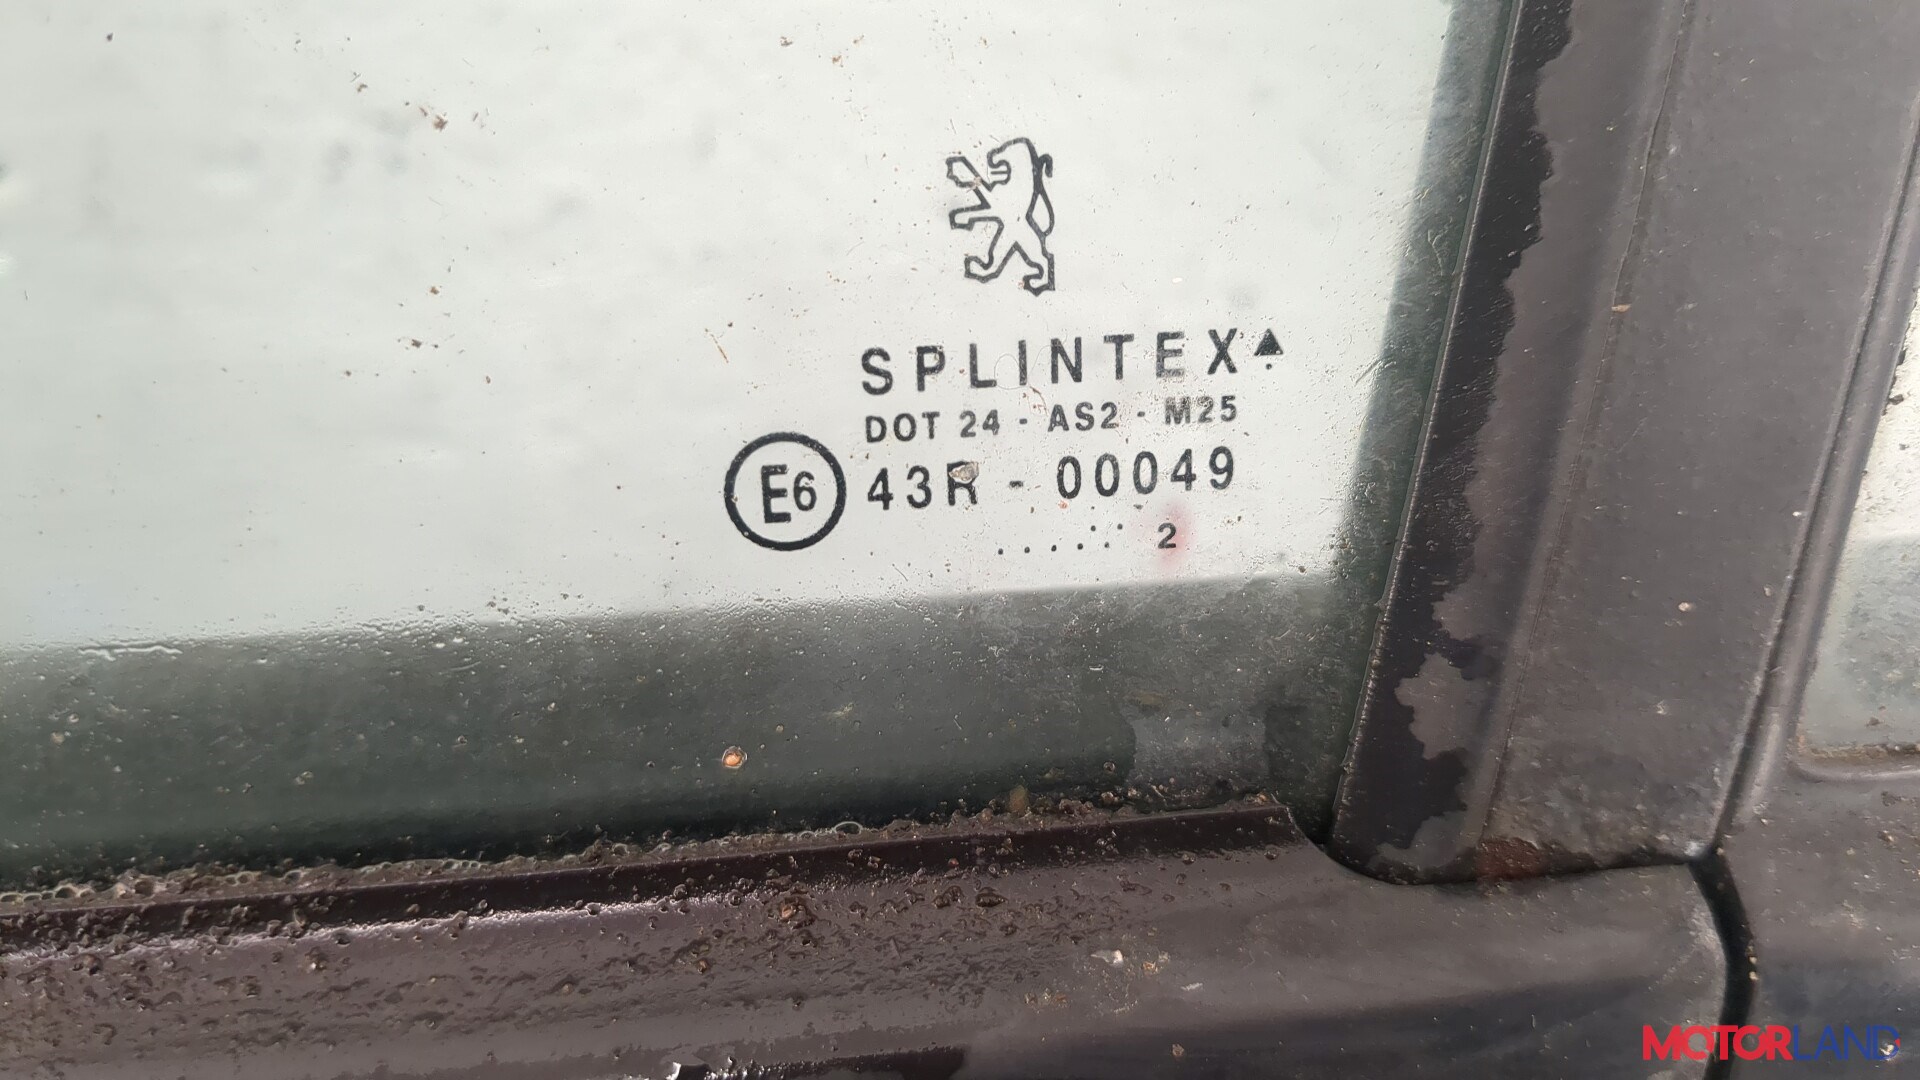 SPLINTEX▲
DOT 24 - AS2 - M25
E6 43R - 00049
. . . . : : 2
MOTORLAND